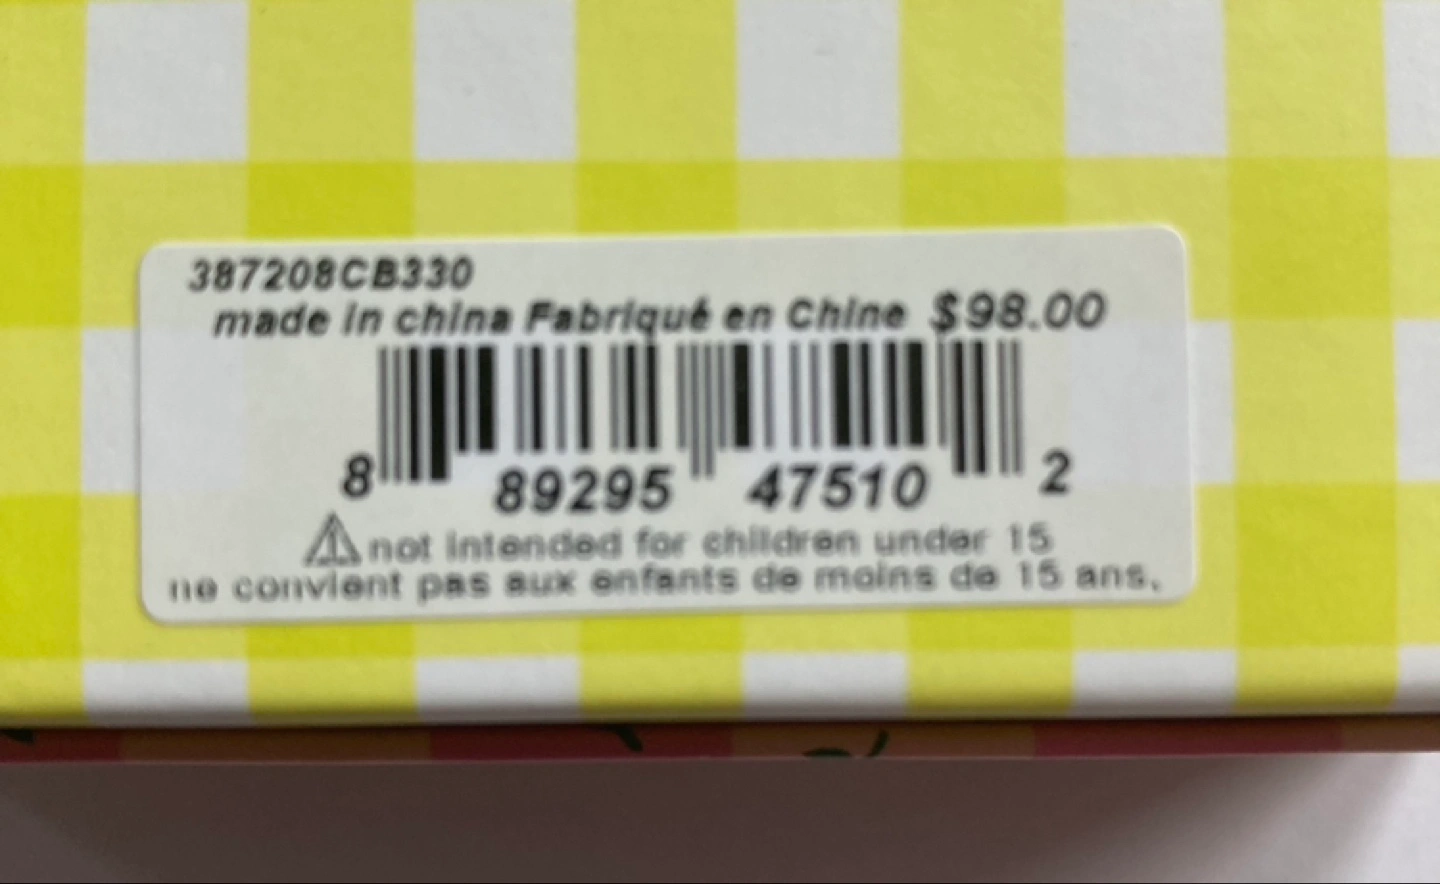 387208CB330
made in china Fabriqué en Chine $98.00
8 89295 47510 2
not intended for children under 15
ne convient pas aux enfants de moins de 15 ans.